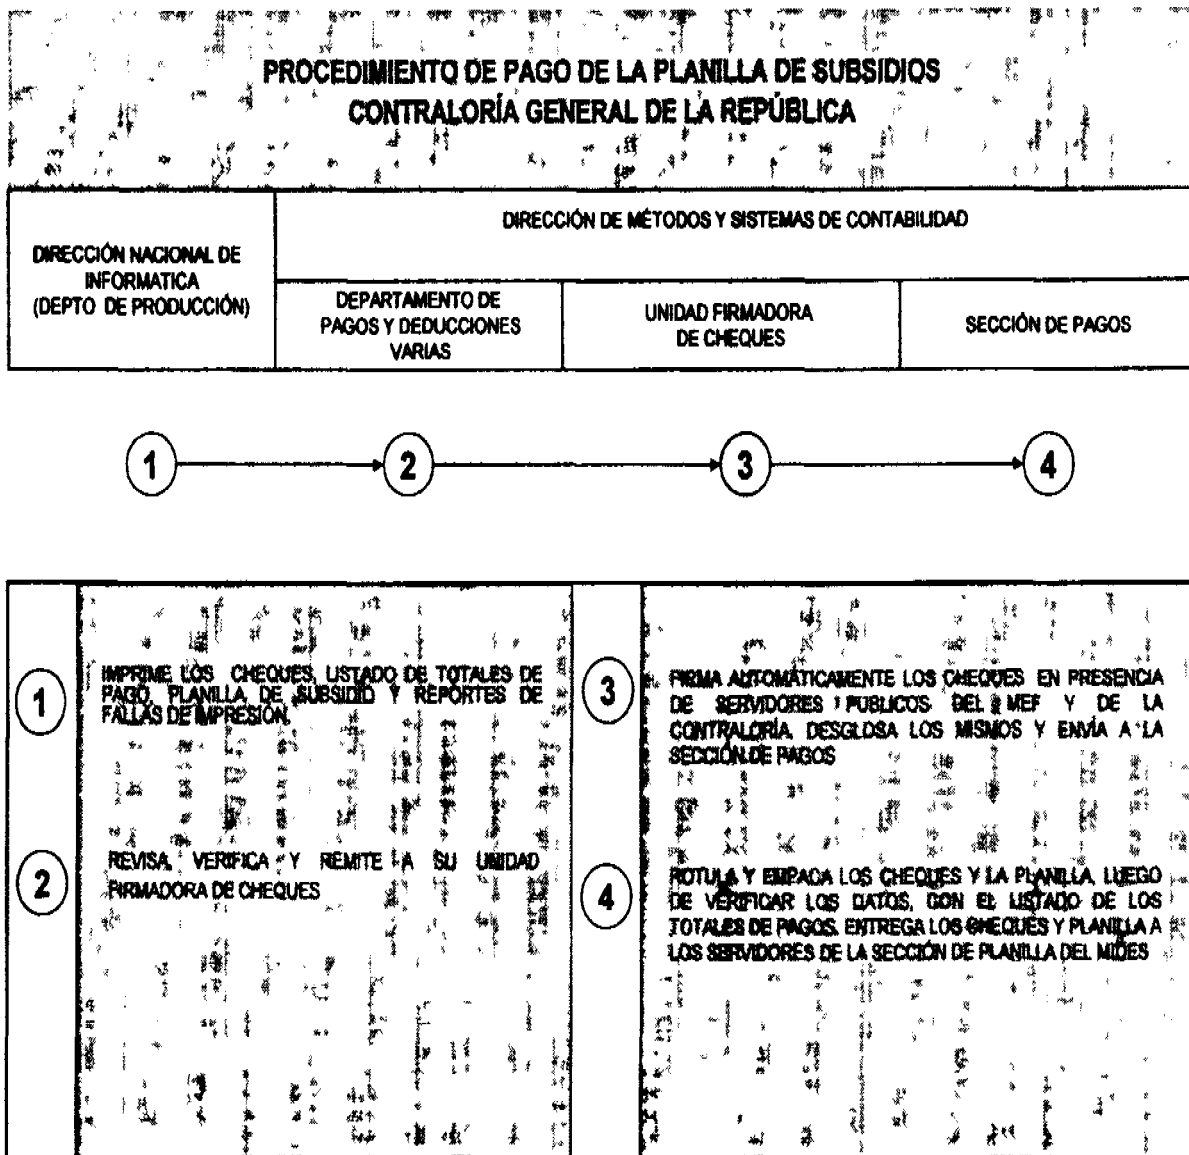 PROCEDIMIENTO DE PAGO DE LA PLANILLA DE SUBSIDIOS
CONTRALORÍA GENERAL DE LA REPÚBLICA
DIRECCIÓN NACIONAL DE
INFORMATICA
(DEPTO DE PRODUCCIÓN)
DIRECCIÓN DE MÉTODOS Y SISTEMAS DE CONTABILIDAD
DEPARTAMENTO DE
PAGOS Y DEDUCCIONES
VARIAS
UNIDAD FIRMADORA
DE CHEQUES
SECCIÓN DE PAGOS
1
2
3
4
1
IMPRIME LOS CHEQUES, LISTADO DE TOTALES DE
PAGO, PLANILLA DE SUBSIDIO Y REPORTES DE
FALLAS DE IMPRESIÓN.
2
REVISA, VERIFICA Y REMITE A SU UNIDAD
FIRMADORA DE CHEQUES
3
FIRMA AUTOMÁTICAMENTE LOS CHEQUES EN PRESENCIA
DE SERVIDORES PUBLICOS DEL MEF Y DE LA
CONTRALORÍA. DESGLOSA LOS MISMOS Y ENVÍA A LA
SECCIÓN DE PAGOS
4
ROTULA Y EMPACA LOS CHEQUES Y LA PLANILLA, LUEGO
DE VERIFICAR LOS DATOS, CON EL LISTADO DE LOS
TOTALES DE PAGOS. ENTREGA LOS CHEQUES Y PLANILLA A
LOS SERVIDORES DE LA SECCIÓN DE PLANILLA DEL MIDES